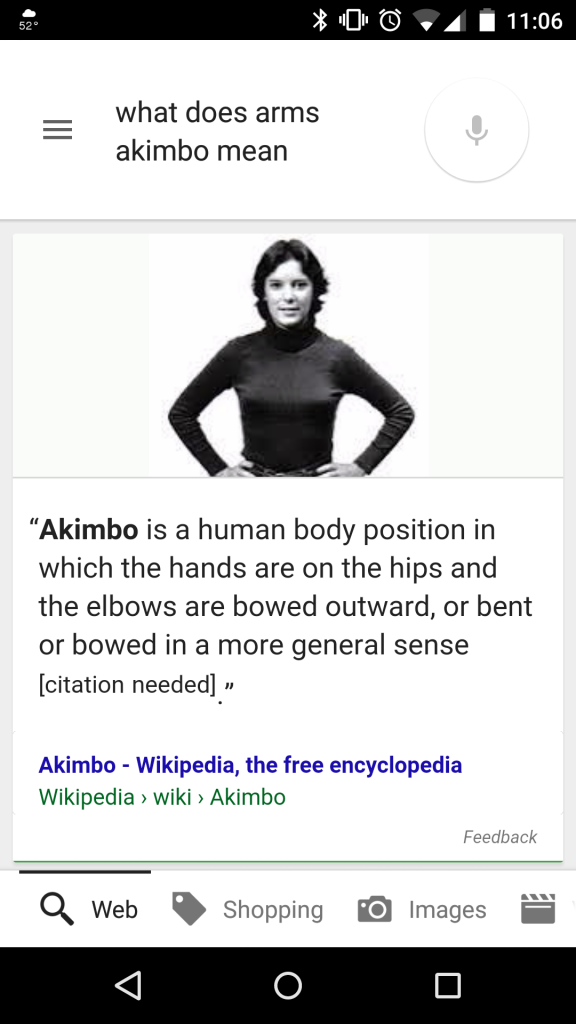 52°
11:06
what does arms
akimbo mean
“Akimbo is a human body position in
which the hands are on the hips and
the elbows are bowed outward, or bent
or bowed in a more general sense
[citation needed].”
Akimbo - Wikipedia, the free encyclopedia
Wikipedia › wiki › Akimbo
Feedback
Web
Shopping
Images